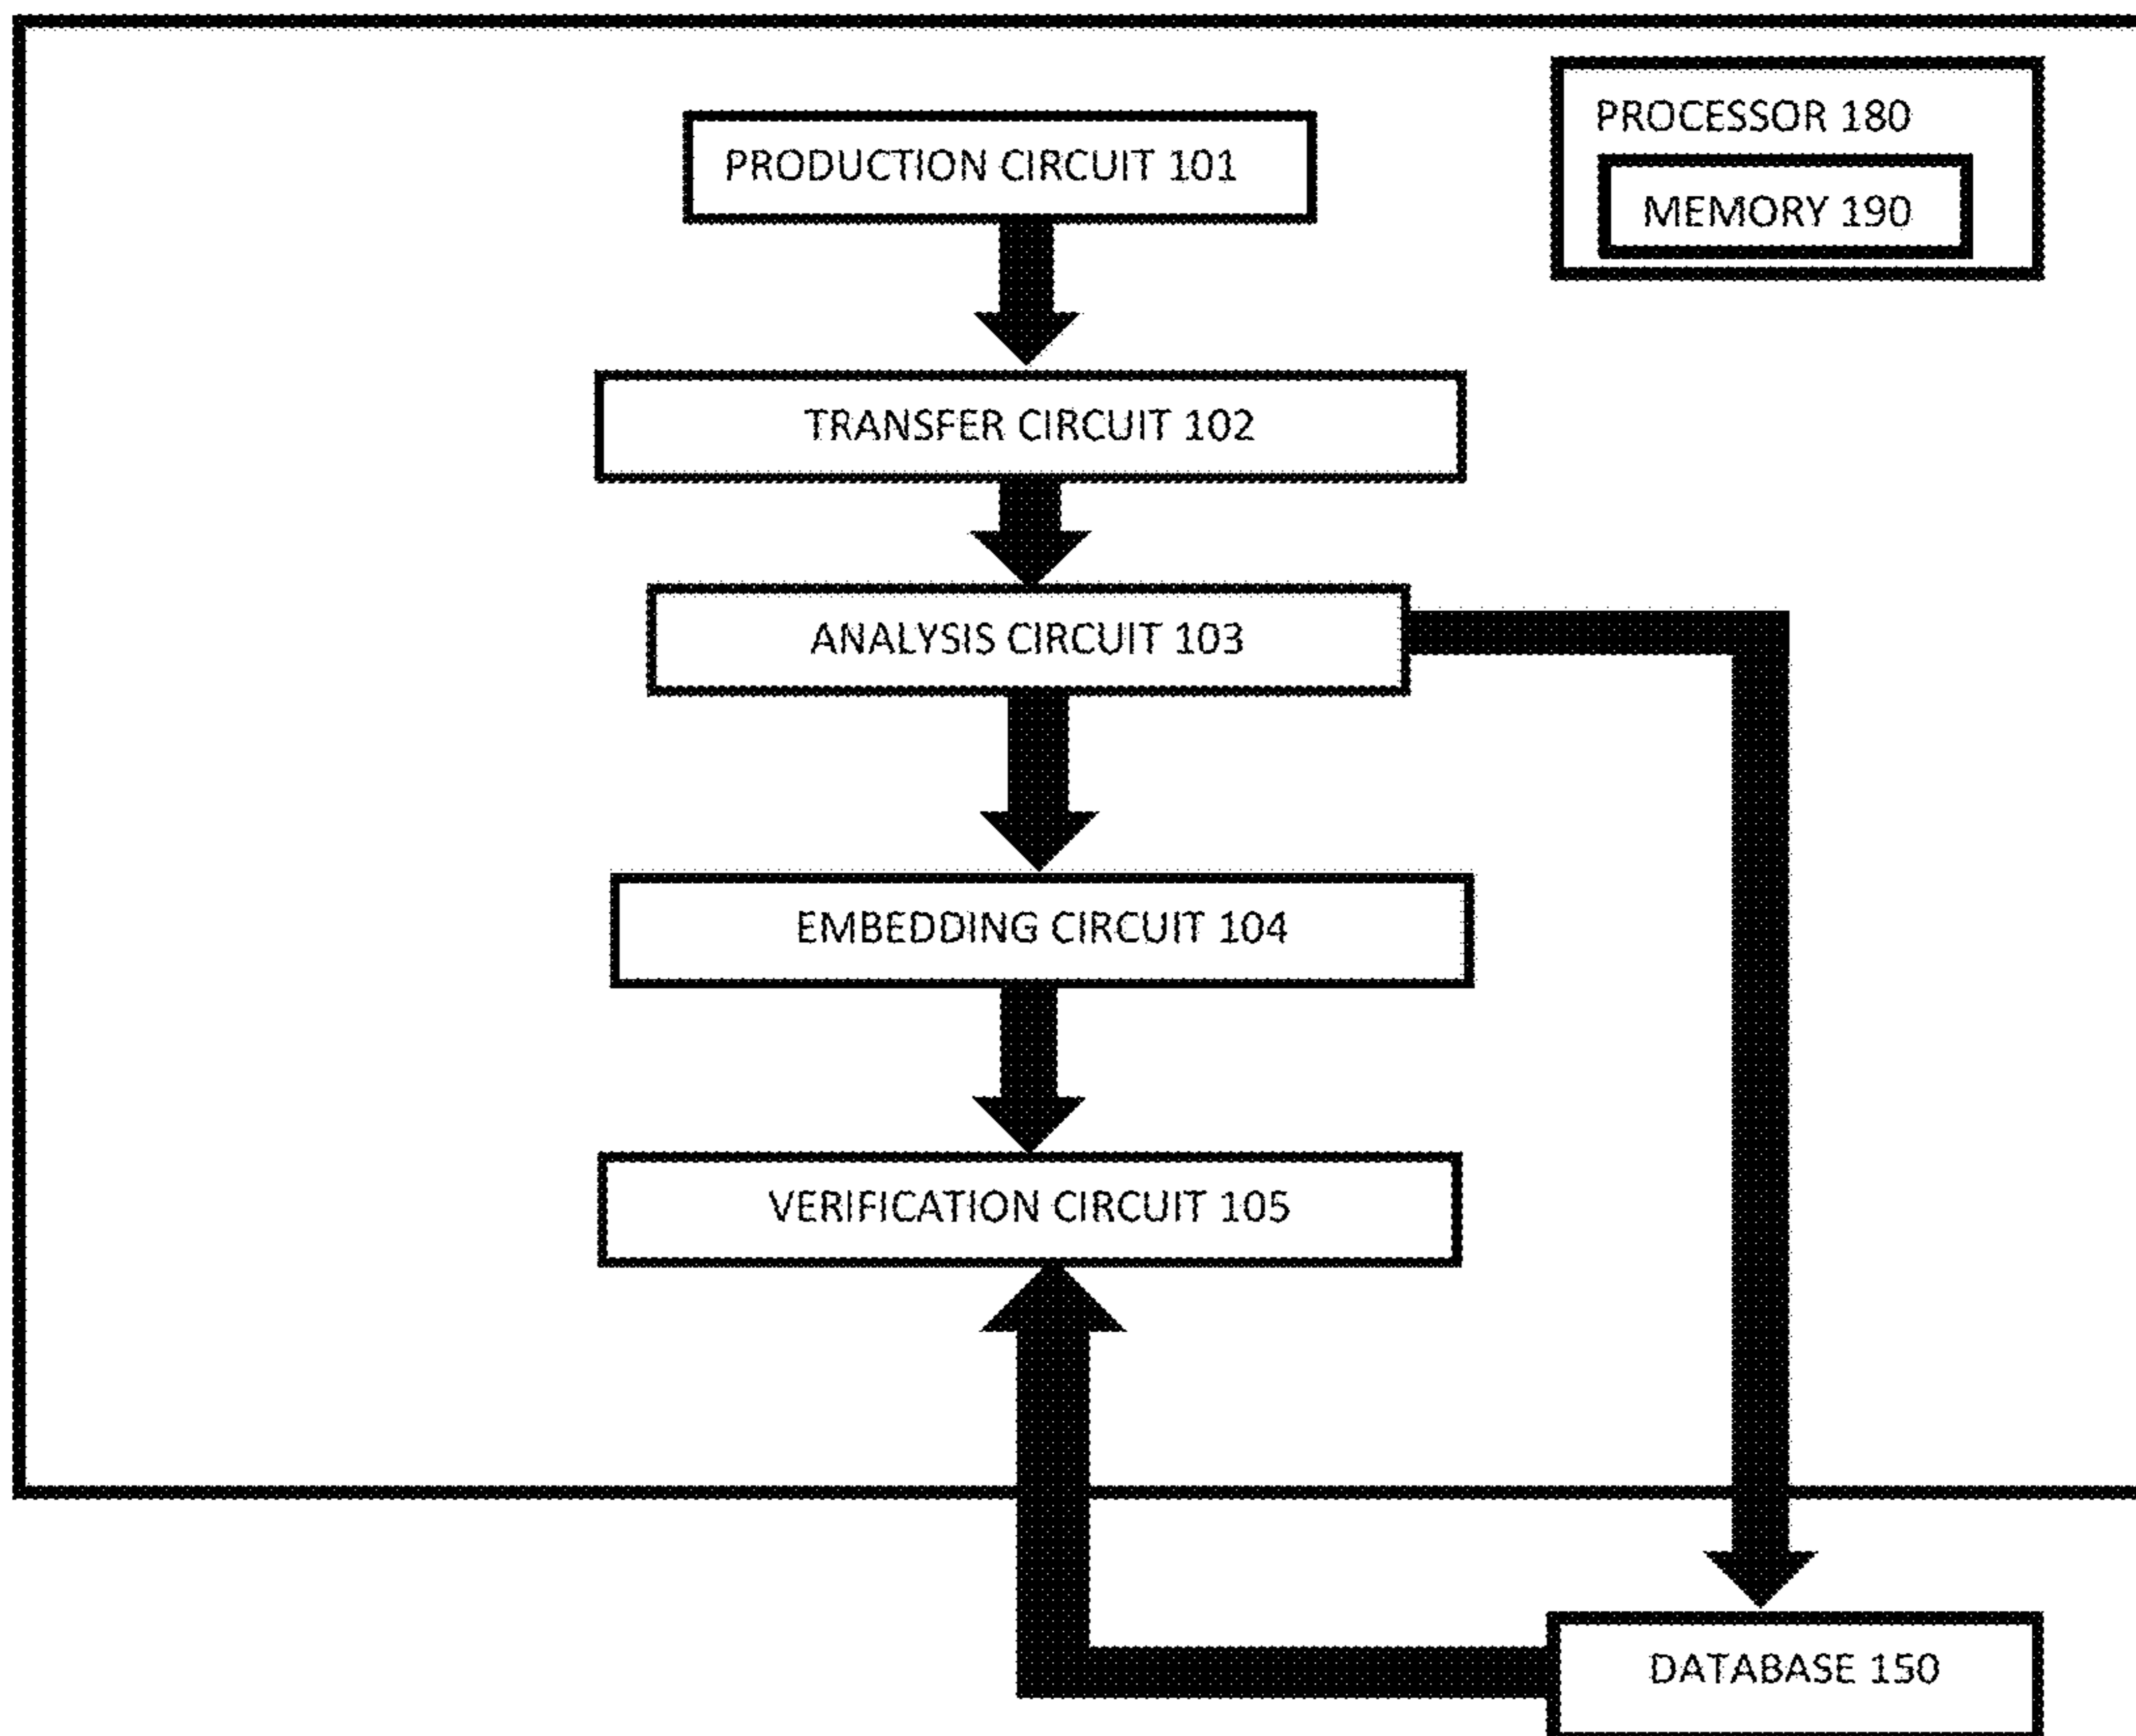 PROCESSOR 180
PRODUCTION CIRCUIT 101
MEMORY 190
TRANSFER CIRCUIT 102
ANALYSIS CIRCUIT 103
EMBEDDING CIRCUIT 104
VERIFICATION CIRCUIT 105
DATABASE 150